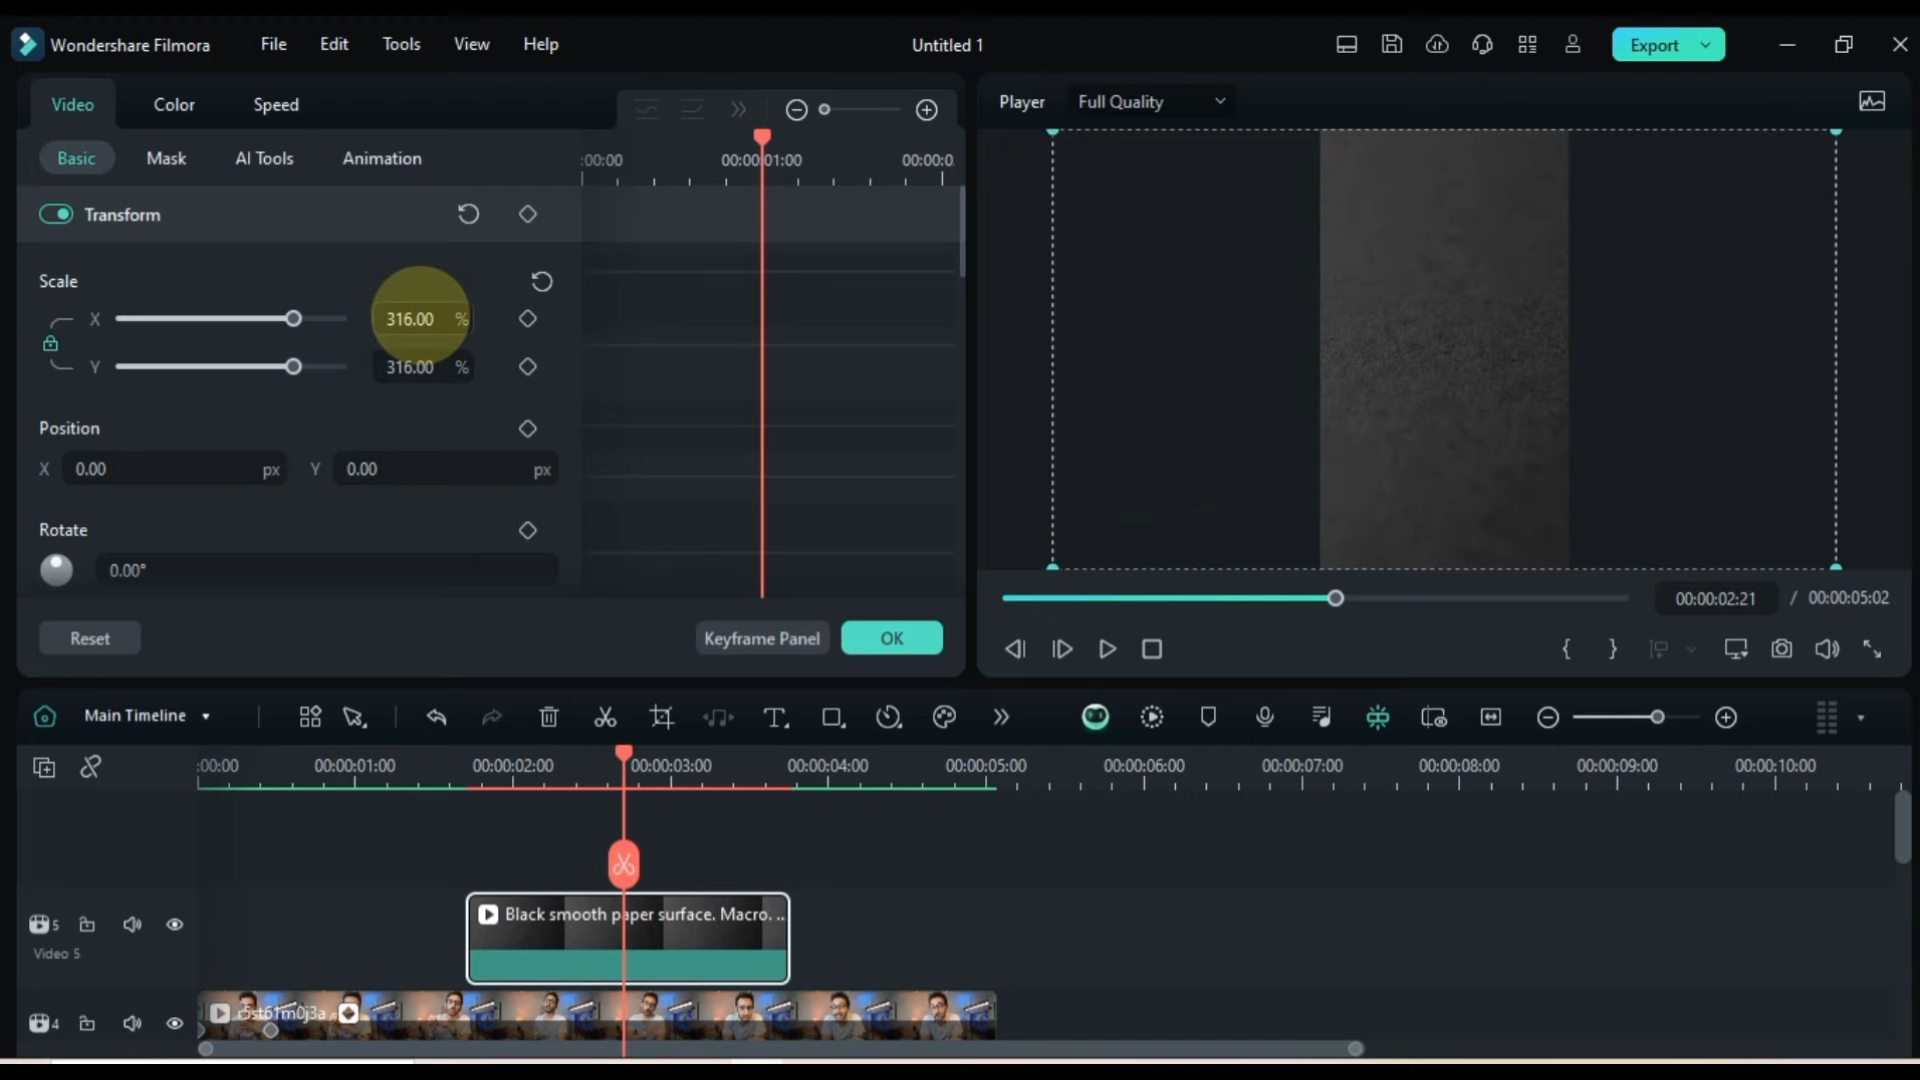 Wondershare Filmora File Edit Tools View Help Untitled 1 Export
Video Color Speed
Player Full Quality
Basic Mask AI Tools Animation
:00:00 00:00:01:00 00:00:0
Transform
Scale
X 316.00 %
Y 316.00 %
Position
X 0.00 px Y 0.00 px
Rotate
0.00°
00:00:02:21 / 00:00:05:02
Reset Keyframe Panel OK
{ }
Main Timeline
:00:00 00:00:01:00 00:00:02:00 00:00:03:00 00:00:04:00 00:00:05:00 00:00:06:00 00:00:07:00 00:00:08:00 00:00:09:00 00:00:10:00
5 Black smooth paper surface. Macro. ..
Video 5
4 r5st61m0j3a